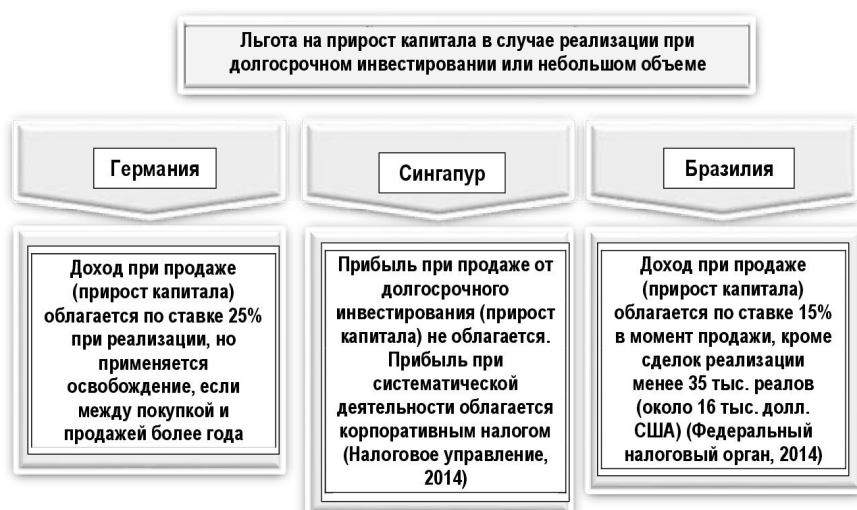 Льгота на прирост капитала в случае реализации при
долгосрочном инвестировании или небольшом объеме
Германия
Доход при продаже
(прирост капитала)
облагается по ставке 25%
при реализации, но
применяется
освобождение, если
между покупкой и
продажей более года
Сингапур
Прибыль при продаже от
долгосрочного
инвестирования (прирост
капитала) не облагается.
Прибыль при
систематической
деятельности облагается
корпоративным налогом
(Налоговое управление,
2014)
Бразилия
Доход при продаже
(прирост капитала)
облагается по ставке 15%
в момент продажи, кроме
сделок реализации
менее 35 тыс. реалов
(около 16 тыс. долл.
США) (Федеральный
налоговый орган, 2014)